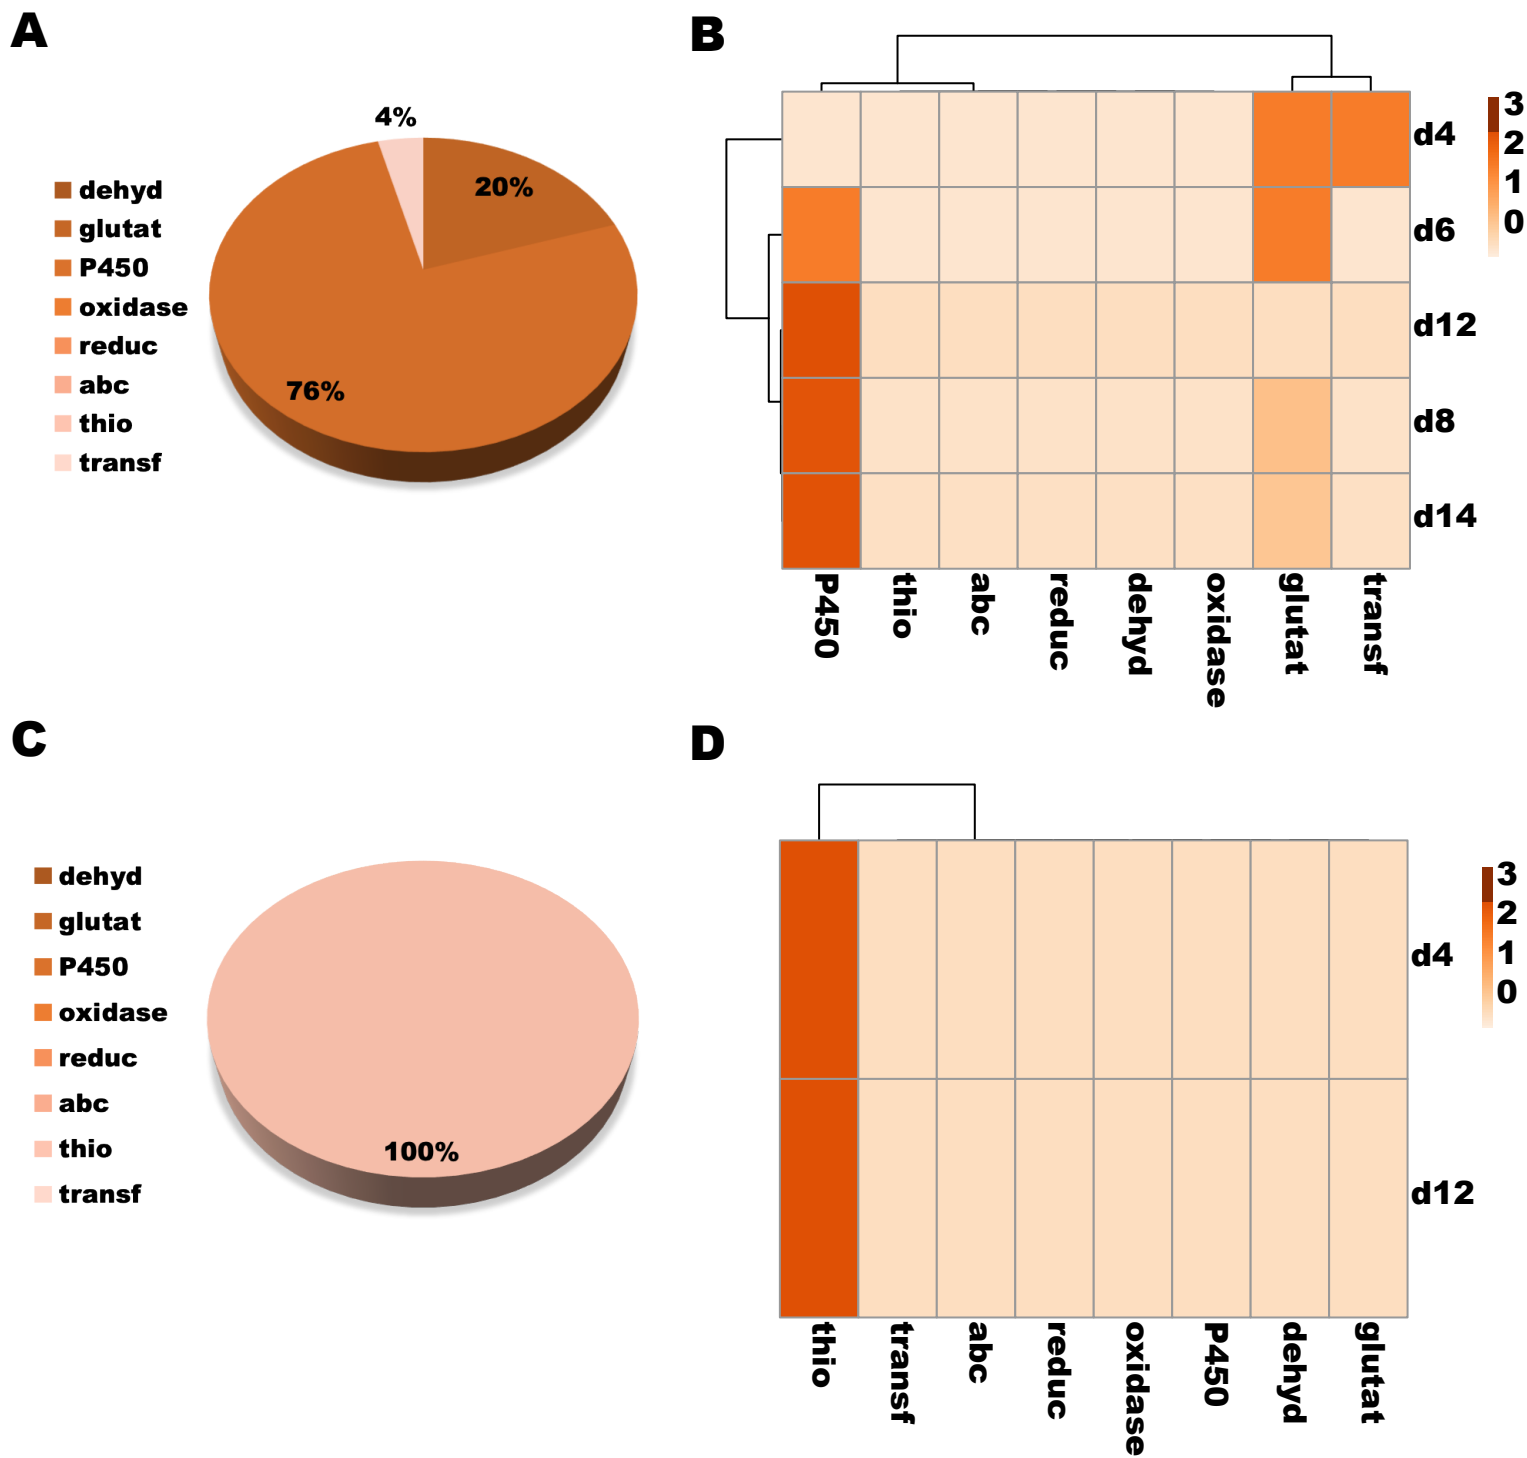 A
4%
20%
76%
dehyd
glutat
P450
oxidase
reduc
abc
thio
transf
B
3
2
1
0
d4
d6
d12
d8
d14
P450
thio
abc
reduc
dehyd
oxidase
glutat
transf
C
dehyd
glutat
P450
oxidase
reduc
abc
thio
transf
100%
D
3
2
1
0
d4
d12
thio
transf
abc
reduc
oxidase
P450
dehyd
glutat